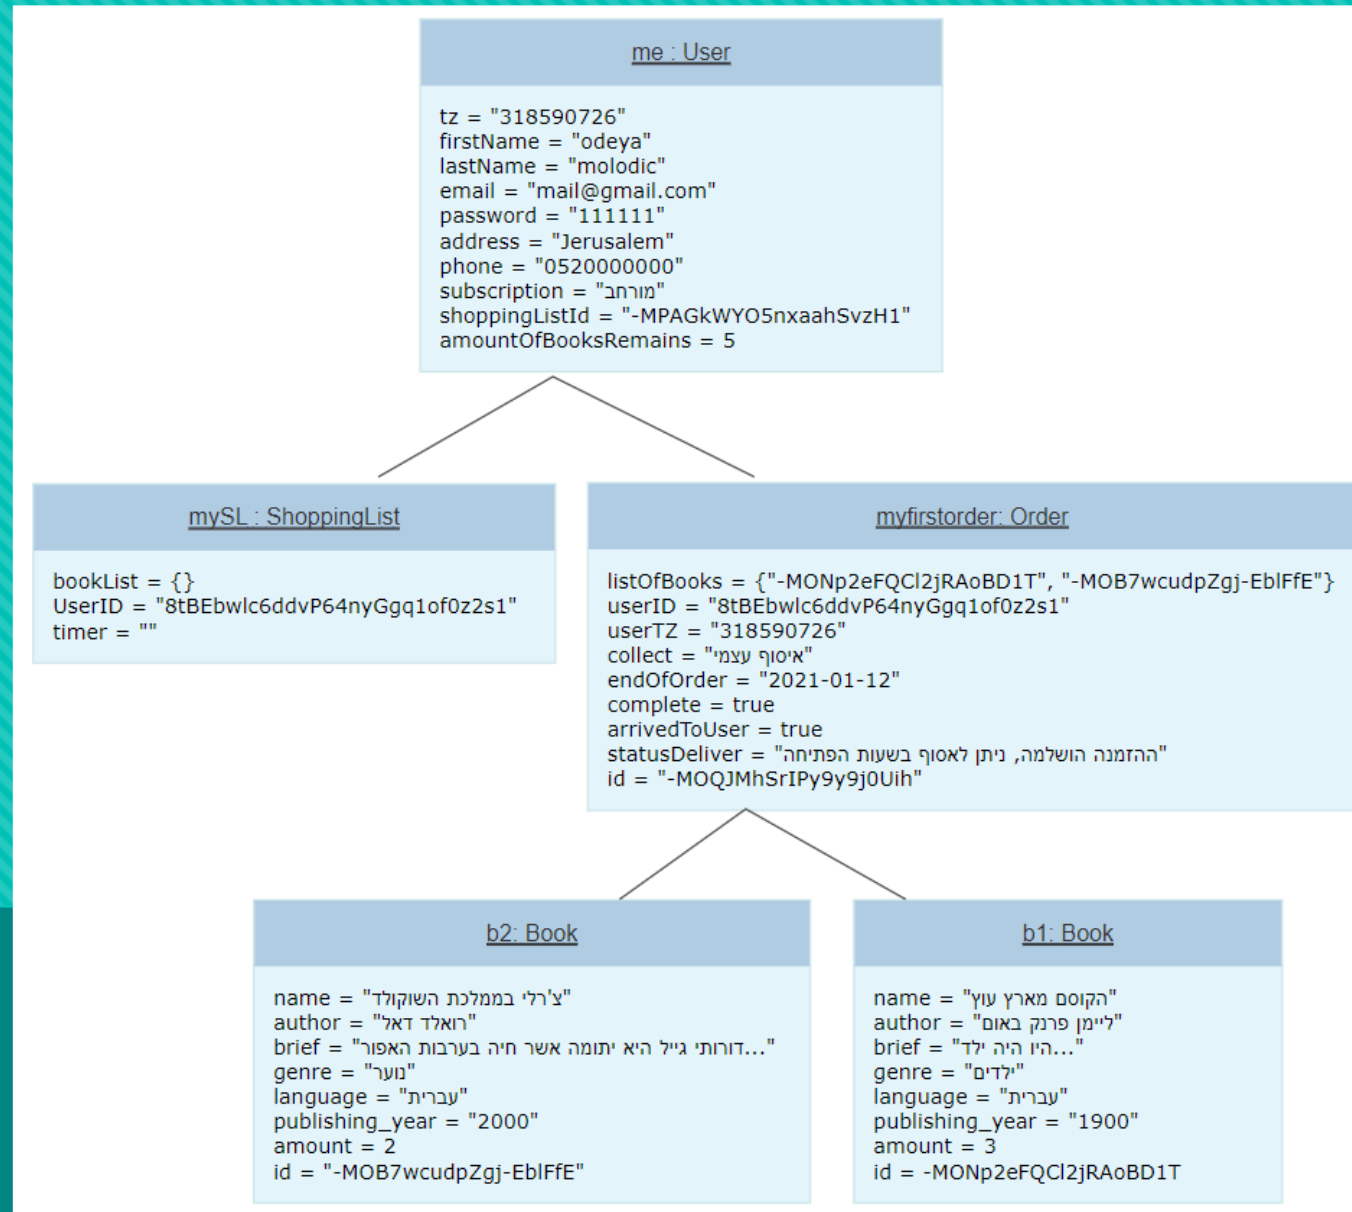 me : User
tz = "318590726"
firstName = "odeya"
lastName = "molodic"
email = "mail@gmail.com"
password = "111111"
address = "Jerusalem"
phone = "0520000000"
subscription = "מורחב"
shoppingListId = "-MPAGkWYO5nxaahSvzH1"
amountOfBooksRemains = 5
mySL : ShoppingList
bookList = {}
UserID = "8tBEbwlc6ddvP64nyGgq1of0z2s1"
timer = ""
myfirstorder: Order
listOfBooks = {"-MONp2eFQCl2jRAoBD1T", "-MOB7wcudpZgj-EblFfE"}
userID = "8tBEbwlc6ddvP64nyGgq1of0z2s1"
userTZ = "318590726"
collect = "איסוף עצמי"
endOfOrder = "2021-01-12"
complete = true
arrivedToUser = true
statusDeliver = "ההזמנה הושלמה, ניתן לאסוף בשעות הפתיחה"
id = "-MOQJMhSrIPy9y9j0Uih"
b2: Book
name = "צ'רלי בממלכת השוקולד"
author = "רואלד דאל"
brief = "דורותי גייל היא יתומה אשר חיה בערבות האפור..."
genre = "נוער"
language = "עברית"
publishing_year = "2000"
amount = 2
id = "-MOB7wcudpZgj-EblFfE"
b1: Book
name = "הקוסם מארץ עוץ"
author = "ליימן פרנק באום"
brief = "היו היה ילד..."
genre = "ילדים"
language = "עברית"
publishing_year = "1900"
amount = 3
id = -MONp2eFQCl2jRAoBD1T